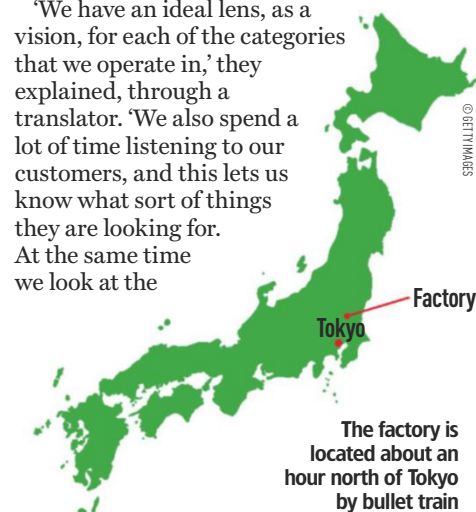 ‘We have an ideal lens, as a
vision, for each of the categories
that we operate in,’ they
explained, through a
translator. ‘We also spend a
lot of time listening to our
customers, and this lets us
know what sort of things
they are looking for.
At the same time
we look at the
© GETTY IMAGES
Factory
Tokyo
The factory is
located about an
hour north of Tokyo
by bullet train